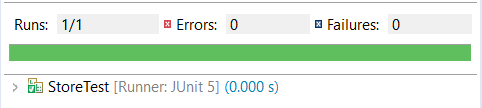 Runs: 1/1 Errors: 0 Failures: 0
StoreTest [Runner: JUnit 5] (0.000 s)